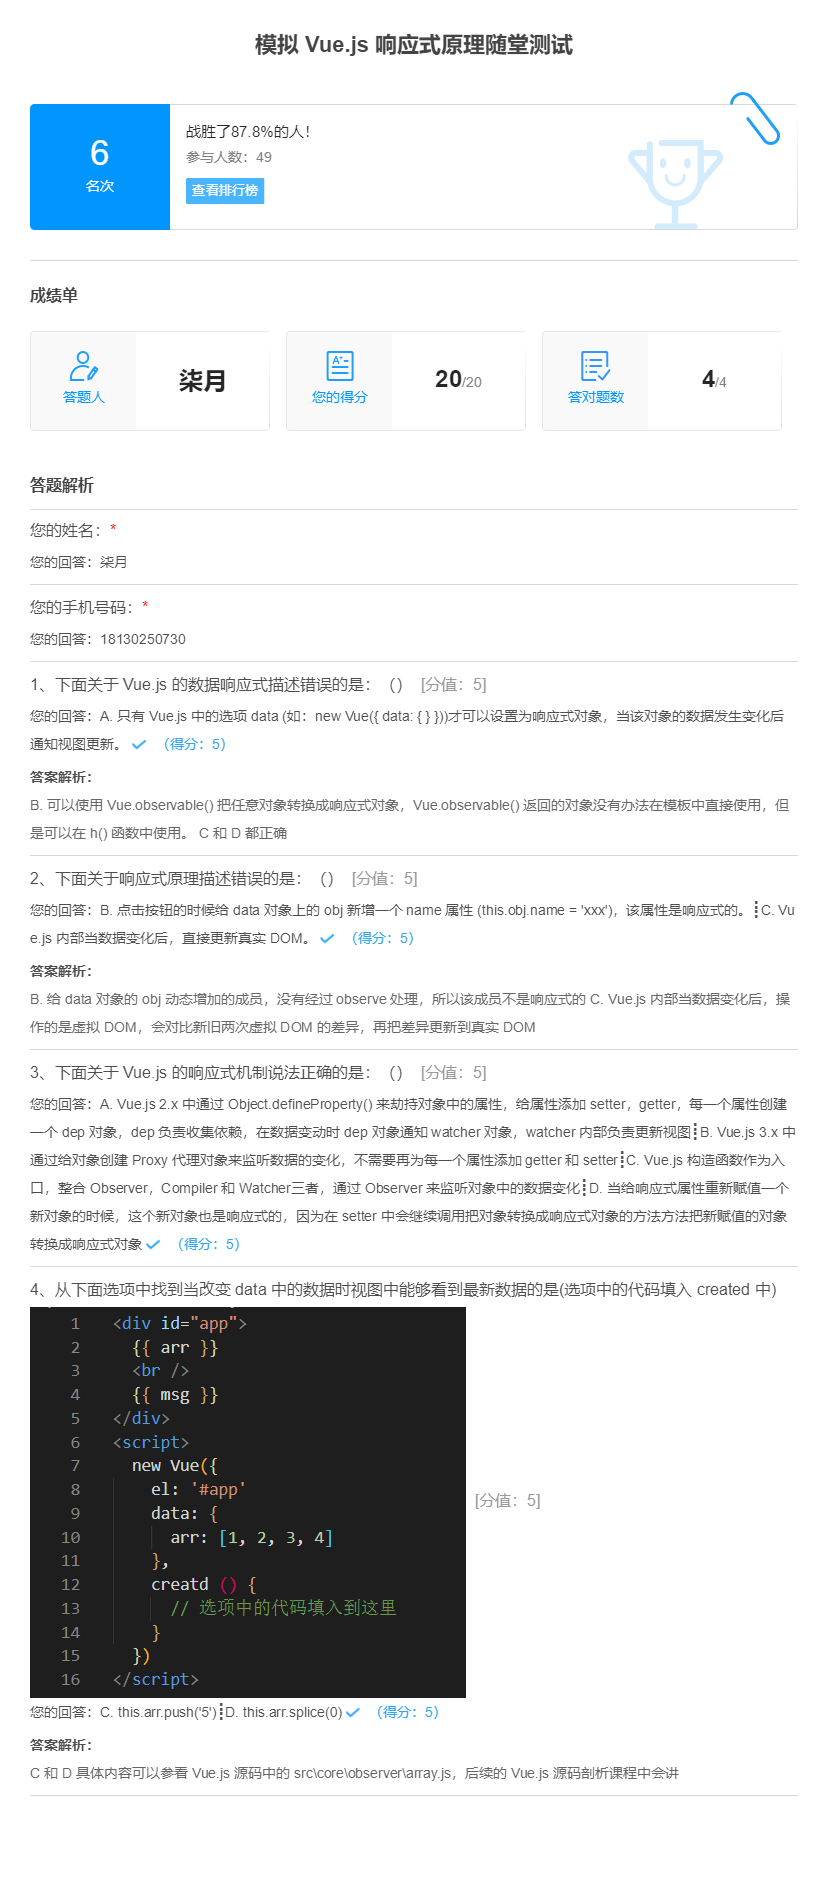 模拟 Vue.js 响应式原理随堂测试
6
名次
战胜了87.8%的人!
参与人数：49
查看排行榜
成绩单
答题人
柒月
您的得分
20/20
答对题数
4/4
答题解析
您的姓名：*
您的回答：柒月
您的手机号码：*
您的回答：18130250730
1、下面关于 Vue.js 的数据响应式描述错误的是：（） [分值：5]
您的回答：A. 只有 Vue.js 中的选项 data (如：new Vue({ data: { } }))才可以设置为响应式对象，当该对象的数据发生变化后
通知视图更新。 （得分：5）
答案解析：
B. 可以使用 Vue.observable() 把任意对象转换成响应式对象，Vue.observable() 返回的对象没有办法在模板中直接使用，但
是可以在 h() 函数中使用。 C 和 D 都正确
2、下面关于响应式原理描述错误的是：（） [分值：5]
您的回答：B. 点击按钮的时候给 data 对象上的 obj 新增一个 name 属性 (this.obj.name = 'xxx')，该属性是响应式的。┋C. Vu
e.js 内部当数据变化后，直接更新真实 DOM。 （得分：5）
答案解析：
B. 给 data 对象的 obj 动态增加的成员，没有经过 observe 处理，所以该成员不是响应式的 C. Vue.js 内部当数据变化后，操
作的是虚拟 DOM，会对比新旧两次虚拟 DOM 的差异，再把差异更新到真实 DOM
3、下面关于 Vue.js 的响应式机制说法正确的是：（） [分值：5]
您的回答：A. Vue.js 2.x 中通过 Object.defineProperty() 来劫持对象中的属性，给属性添加 setter，getter，每一个属性创建
一个 dep 对象，dep 负责收集依赖，在数据变动时 dep 对象通知 watcher 对象，watcher 内部负责更新视图┋B. Vue.js 3.x 中
通过给对象创建 Proxy 代理对象来监听数据的变化，不需要再为每一个属性添加 getter 和 setter┋C. Vue.js 构造函数作为入
口，整合 Observer，Compiler 和 Watcher三者，通过 Observer 来监听对象中的数据变化┋D. 当给响应式属性重新赋值一个
新对象的时候，这个新对象也是响应式的，因为在 setter 中会继续调用把对象转换成响应式对象的方法方法把新赋值的对象
转换成响应式对象 （得分：5）
4、从下面选项中找到当改变 data 中的数据时视图中能够看到最新数据的是(选项中的代码填入 created 中)
1 <div id="app">
2 {{ arr }}
3 <br />
4 {{ msg }}
5 </div>
6 <script>
7 new Vue({
8 el: '#app'
9 data: {
10 arr: [1, 2, 3, 4]
11 },
12 creatd () {
13 // 选项中的代码填入到这里
14 }
15 })
16 </script>
[分值：5]
您的回答：C. this.arr.push('5')┋D. this.arr.splice(0) （得分：5）
答案解析：
C 和 D 具体内容可以参看 Vue.js 源码中的 src\core\observer\array.js，后续的 Vue.js 源码剖析课程中会讲